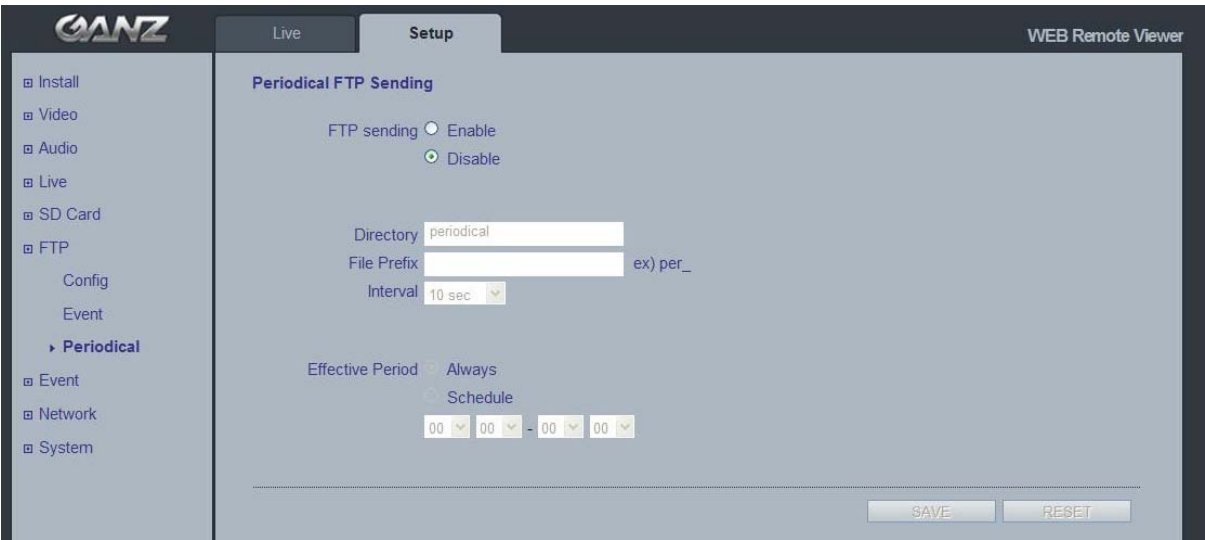 GANZ
Live
Setup
WEB Remote Viewer
Install
Video
Audio
Live
SD Card
FTP
Config
Event
Periodical
Event
Network
System
Periodical FTP Sending
FTP sending Enable
Disable
Directory periodical
File Prefix ex) per_
Interval 10 sec
Effective Period Always
Schedule
00 00 - 00 00
SAVE RESET